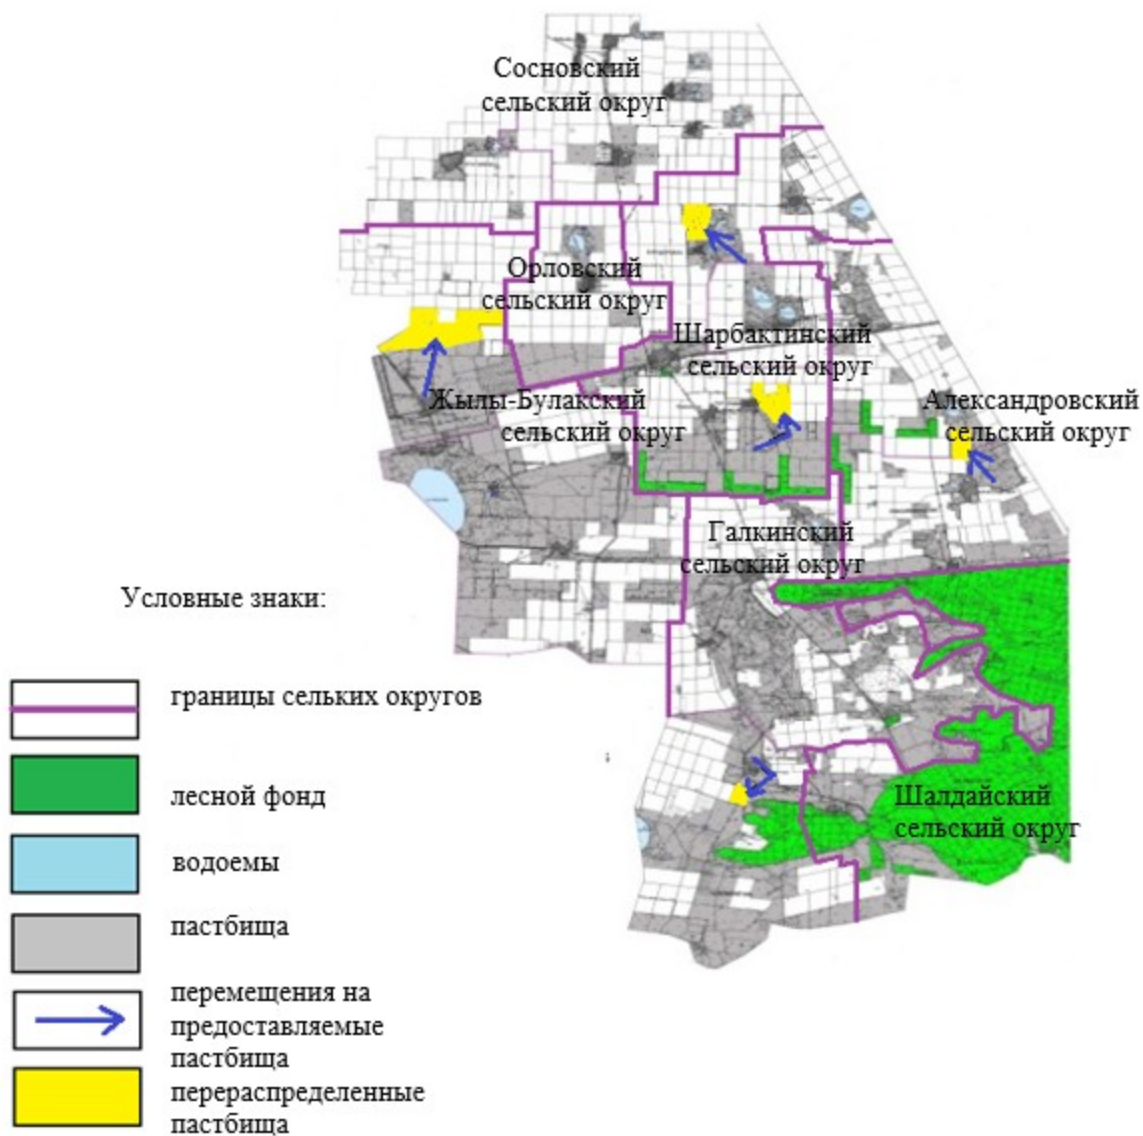 Сосновский
сельский округ
Орловский
сельский округ
Шарбактинский
сельский округ
Жылы-Булакский
сельский округ
Александровский
сельский округ
Галкинский
сельский округ
Условные знаки:
границы сельких округов
лесной фонд
водоемы
пастбища
перемещения на
предоставляемые
пастбища
перераспределенные
пастбища
Шалдайский
сельский округ